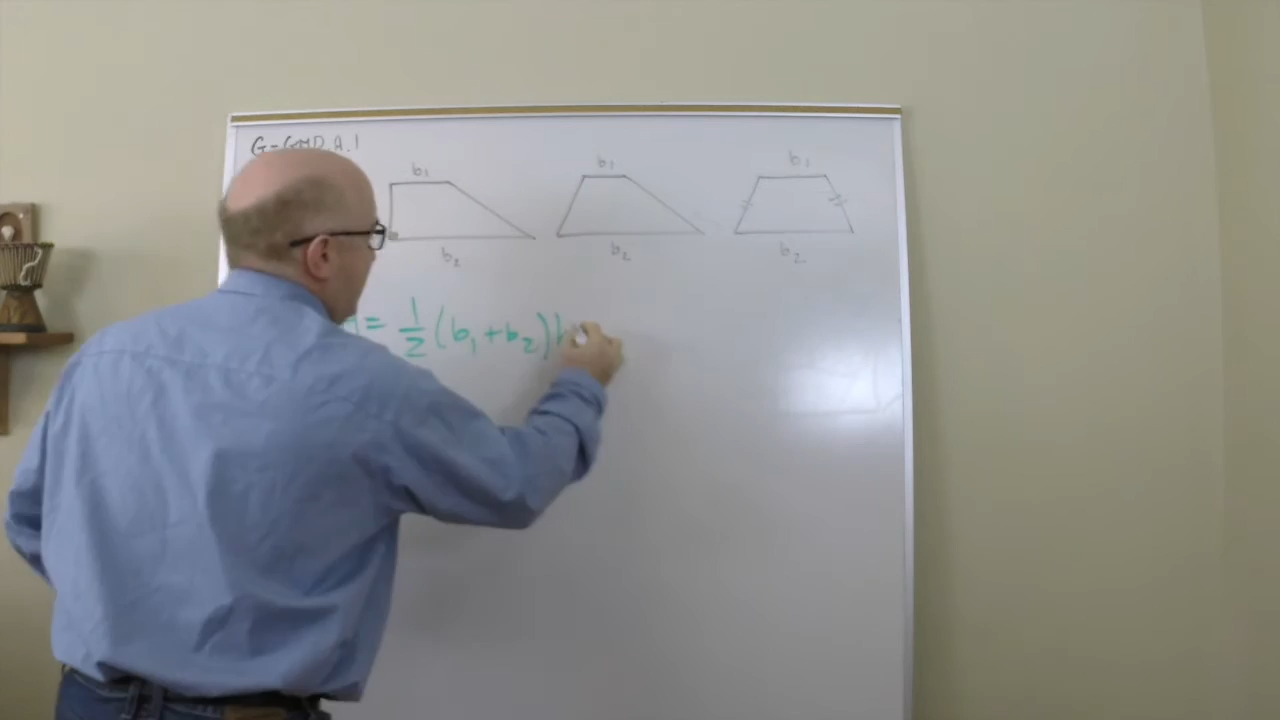 G-GMD.A.1
b₁ b₁ b₁
b₂ b₂ b₂
A = 1/2 (b₁ + b₂) h